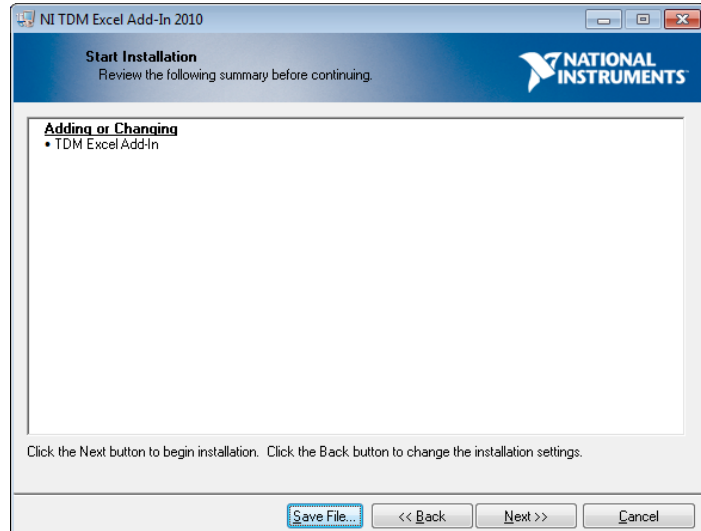 NI TDM Excel Add-In 2010
Start Installation
Review the following summary before continuing.
NATIONAL
INSTRUMENTS
Adding or Changing
• TDM Excel Add-In
Click the Next button to begin installation. Click the Back button to change the installation settings.
Save File... << Back Next >> Cancel